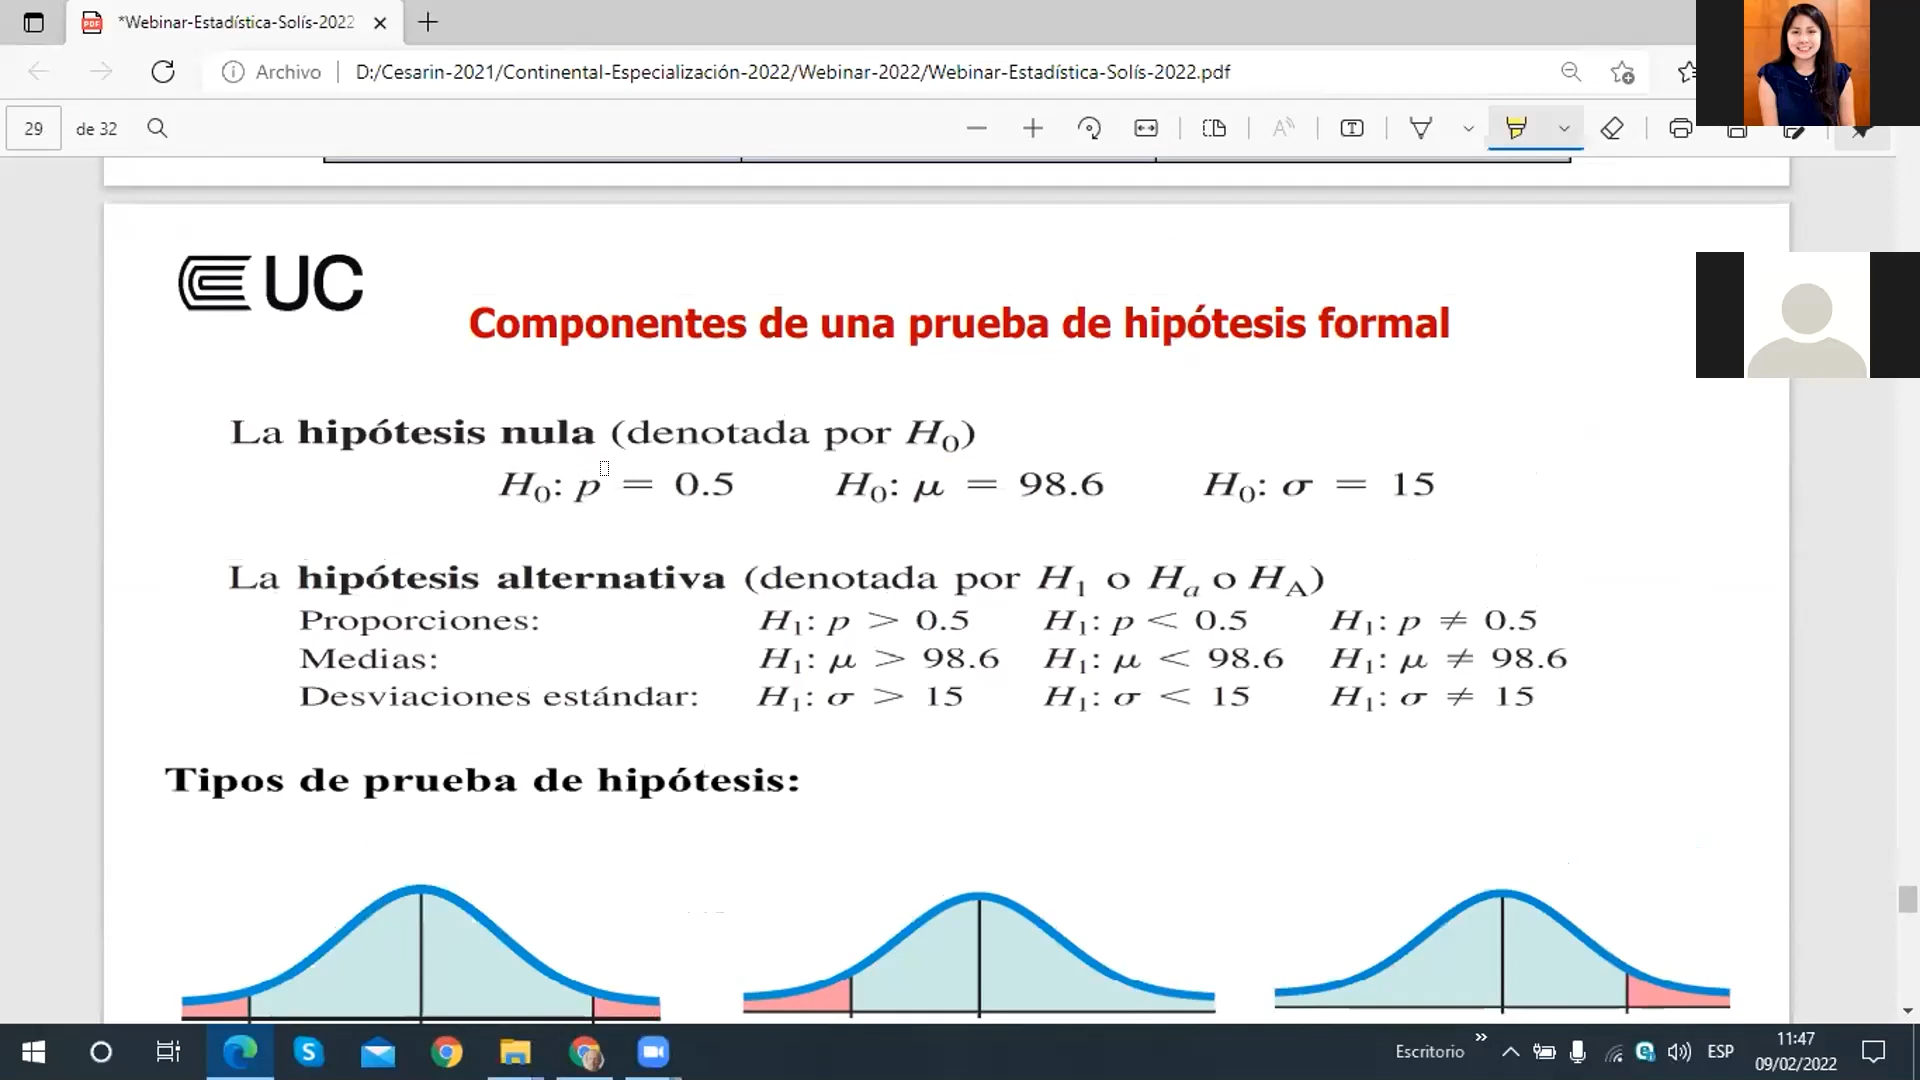 *Webinar-Estadística-Solís-2022
Archivo
D:/Cesarin-2021/Continental-Especialización-2022/Webinar-2022/Webinar-Estadística-Solís-2022.pdf
29 de 32
UC
Componentes de una prueba de hipótesis formal
La hipótesis nula (denotada por H₀)
H₀: p = 0.5 H₀: μ = 98.6 H₀: σ = 15
La hipótesis alternativa (denotada por H₁ o Hₐ o H_A)
Proporciones: H₁: p > 0.5 H₁: p < 0.5 H₁: p ≠ 0.5
Medias: H₁: μ > 98.6 H₁: μ < 98.6 H₁: μ ≠ 98.6
Desviaciones estándar: H₁: σ > 15 H₁: σ < 15 H₁: σ ≠ 15
Tipos de prueba de hipótesis:
Escritorio
ESP
11:47
09/02/2022